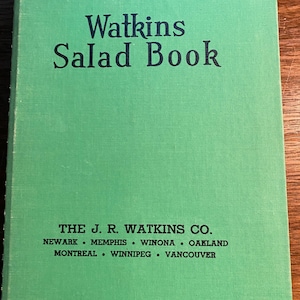 Watkins
Salad Book
THE J. R. WATKINS CO.
NEWARK • MEMPHIS • WINONA • OAKLAND
MONTREAL • WINNIPEG • VANCOUVER